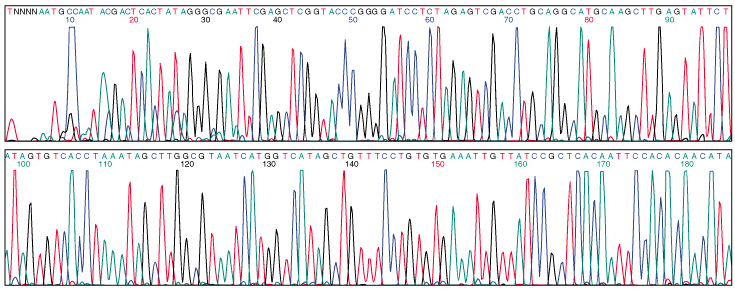 TNNNNAATGCCAATACGACTCACTATAGGGCGAATTCGAGCTCGGTACCCGGGGATCCTCTAGAGTCGACCTGCAGGCATGCAAGCTTGAGTATTCT
10 20 30 40 50 60 70 80 90
ATAGTGTCACCTAAATAGCTTGGCGTAATCATGGTCATAGCTGTTTCCTGTGTGAAATTGTTATCCGCTCACAATTCCACACAACATA
100 110 120 130 140 150 160 170 180